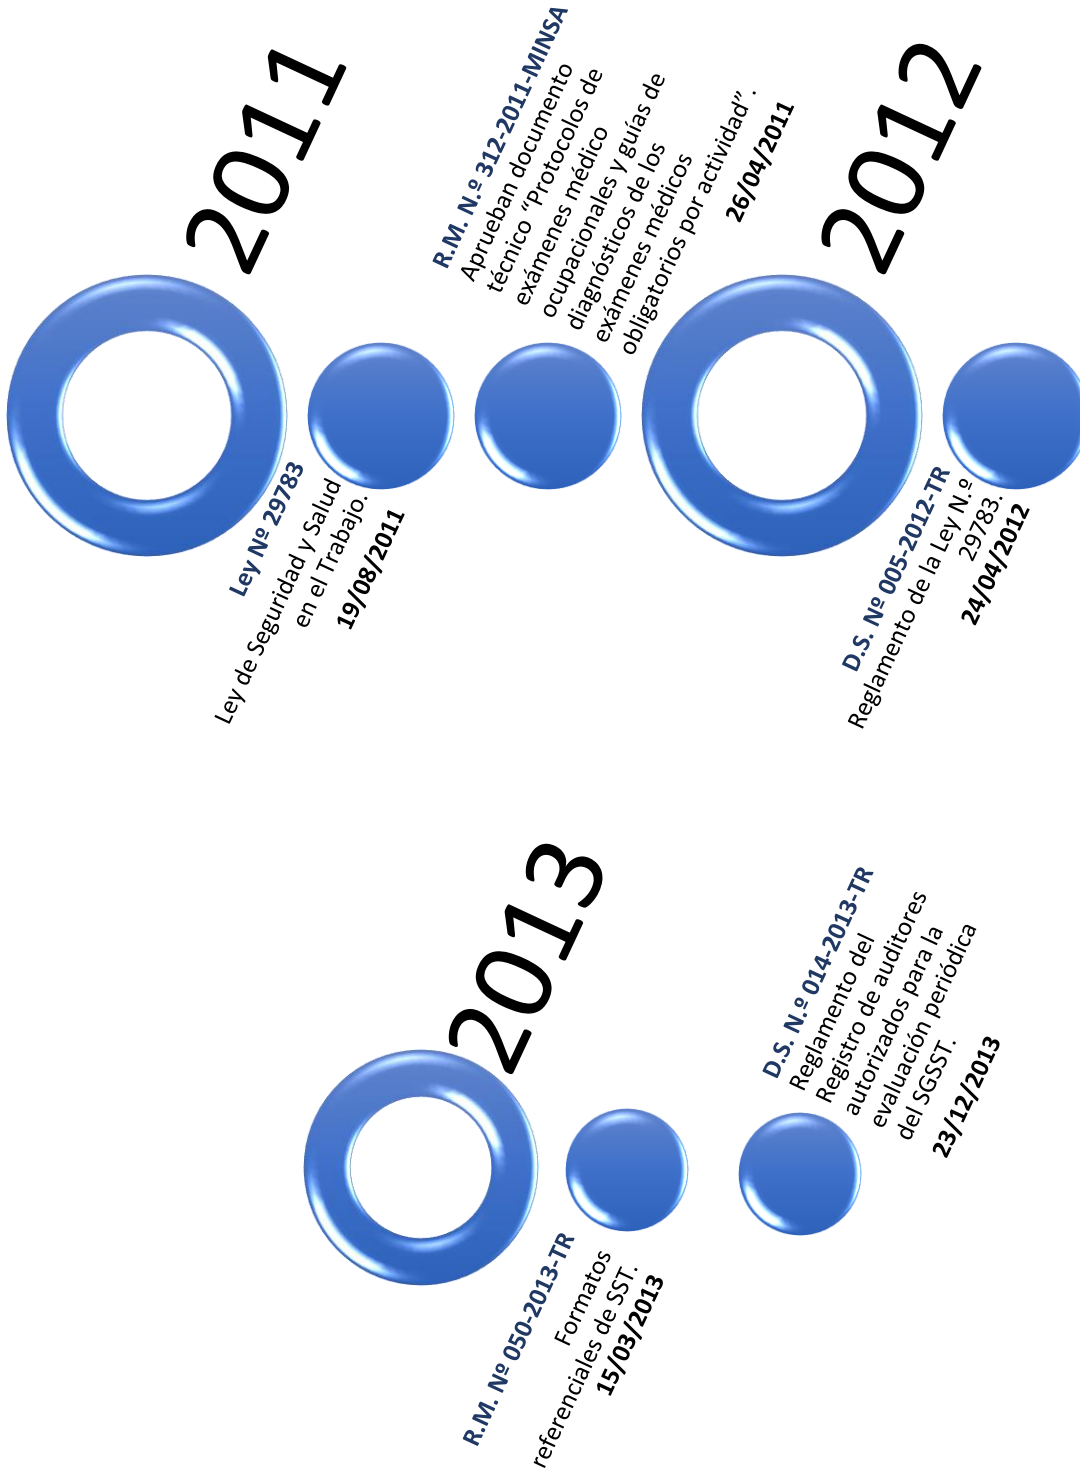 2011
Ley Nº 29783
Ley de Seguridad y Salud
en el Trabajo.
19/08/2011
R.M. N.º 312-2011-MINSA
Aprueban documento
técnico “Protocolos de
exámenes médico
ocupacionales y guías de
diagnósticos de los
exámenes médicos
obligatorios por actividad”.
26/04/2011
2012
D.S. Nº 005-2012-TR
Reglamento de la Ley N.º
29783.
24/04/2012
2013
R.M. Nº 050-2013-TR
Formatos
referenciales de SST.
15/03/2013
D.S. N.º 014-2013-TR
Reglamento del
Registro de auditores
autorizados para la
evaluación periódica
del SGSST.
23/12/2013